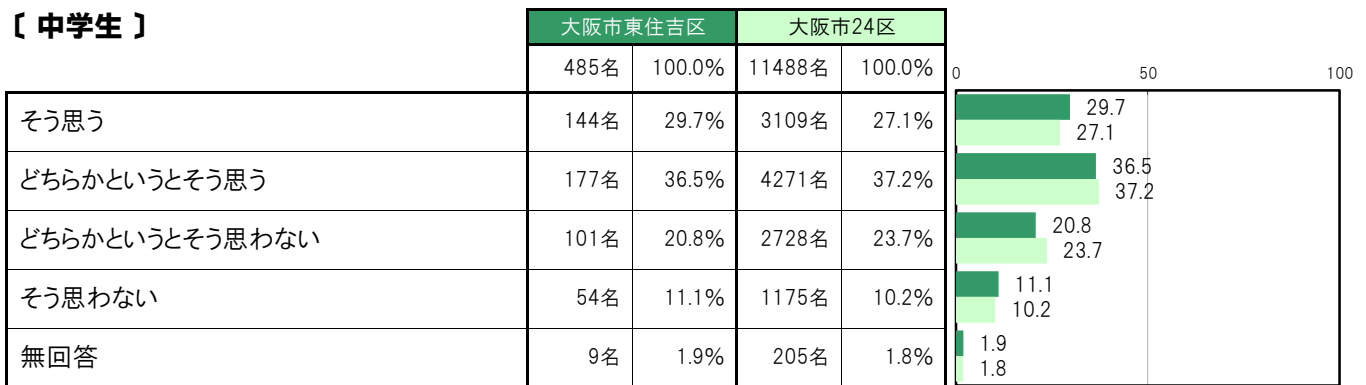 〔 中学生 〕
大阪市東住吉区 大阪市24区
485名 100.0% 11488名 100.0%
0 50 100
そう思う 144名 29.7% 3109名 27.1%
29.7
27.1
どちらかというとそう思う 177名 36.5% 4271名 37.2%
36.5
37.2
どちらかというとそう思わない 101名 20.8% 2728名 23.7%
20.8
23.7
そう思わない 54名 11.1% 1175名 10.2%
11.1
10.2
無回答 9名 1.9% 205名 1.8%
1.9
1.8